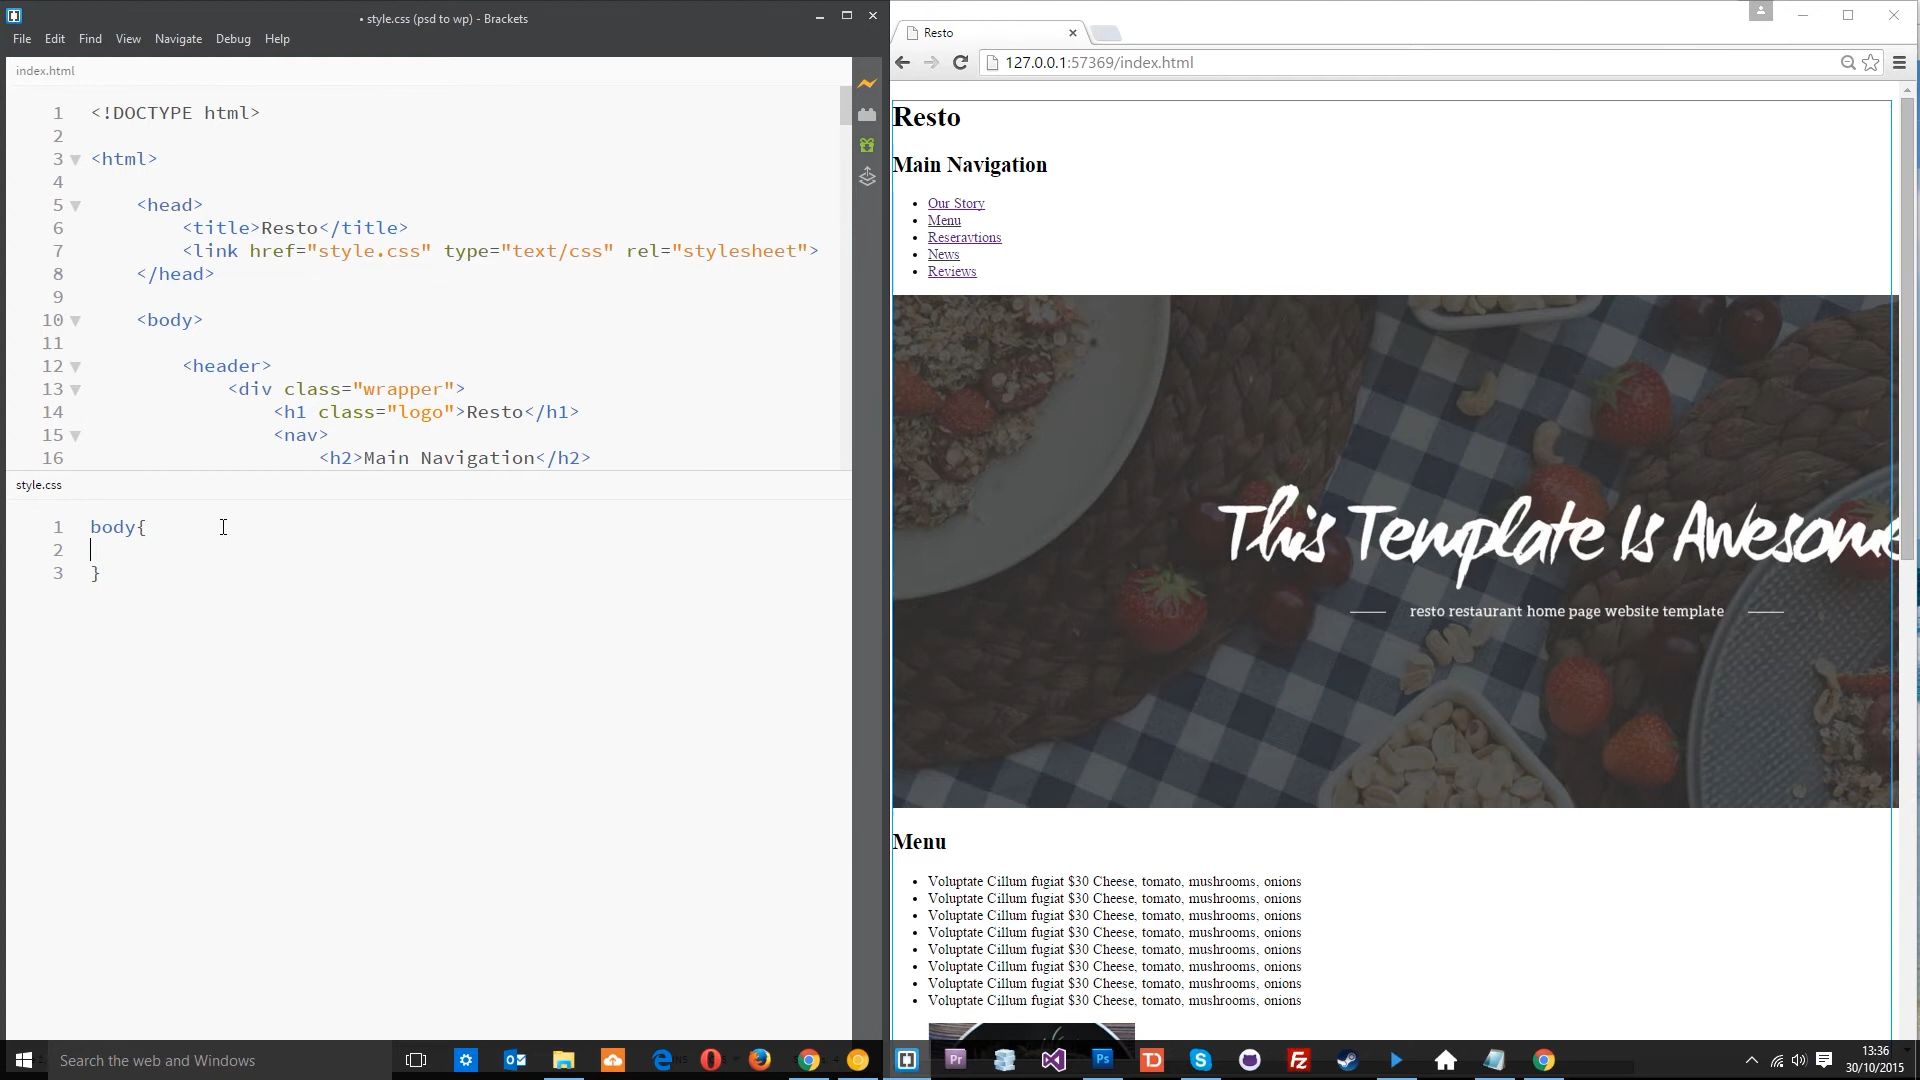 • style.css (psd to wp) - Brackets
File Edit Find View Navigate Debug Help
index.html
1 <!DOCTYPE html>
2
3 <html>
4
5 <head>
6 <title>Resto</title>
7 <link href="style.css" type="text/css" rel="stylesheet">
8 </head>
9
10 <body>
11
12 <header>
13 <div class="wrapper">
14 <h1 class="logo">Resto</h1>
15 <nav>
16 <h2>Main Navigation</h2>
style.css
1 body{
2
3 }
Resto
127.0.0.1:57369/index.html
Resto
Main Navigation
Our Story
Menu
Reseravtions
News
Reviews
This Template Is Awesome
resto restaurant home page website template
Menu
Voluptate Cillum fugiat $30 Cheese, tomato, mushrooms, onions
Voluptate Cillum fugiat $30 Cheese, tomato, mushrooms, onions
Voluptate Cillum fugiat $30 Cheese, tomato, mushrooms, onions
Voluptate Cillum fugiat $30 Cheese, tomato, mushrooms, onions
Voluptate Cillum fugiat $30 Cheese, tomato, mushrooms, onions
Voluptate Cillum fugiat $30 Cheese, tomato, mushrooms, onions
Voluptate Cillum fugiat $30 Cheese, tomato, mushrooms, onions
Voluptate Cillum fugiat $30 Cheese, tomato, mushrooms, onions
Search the web and Windows
Pr
Ps
TD
13:36
30/10/2015